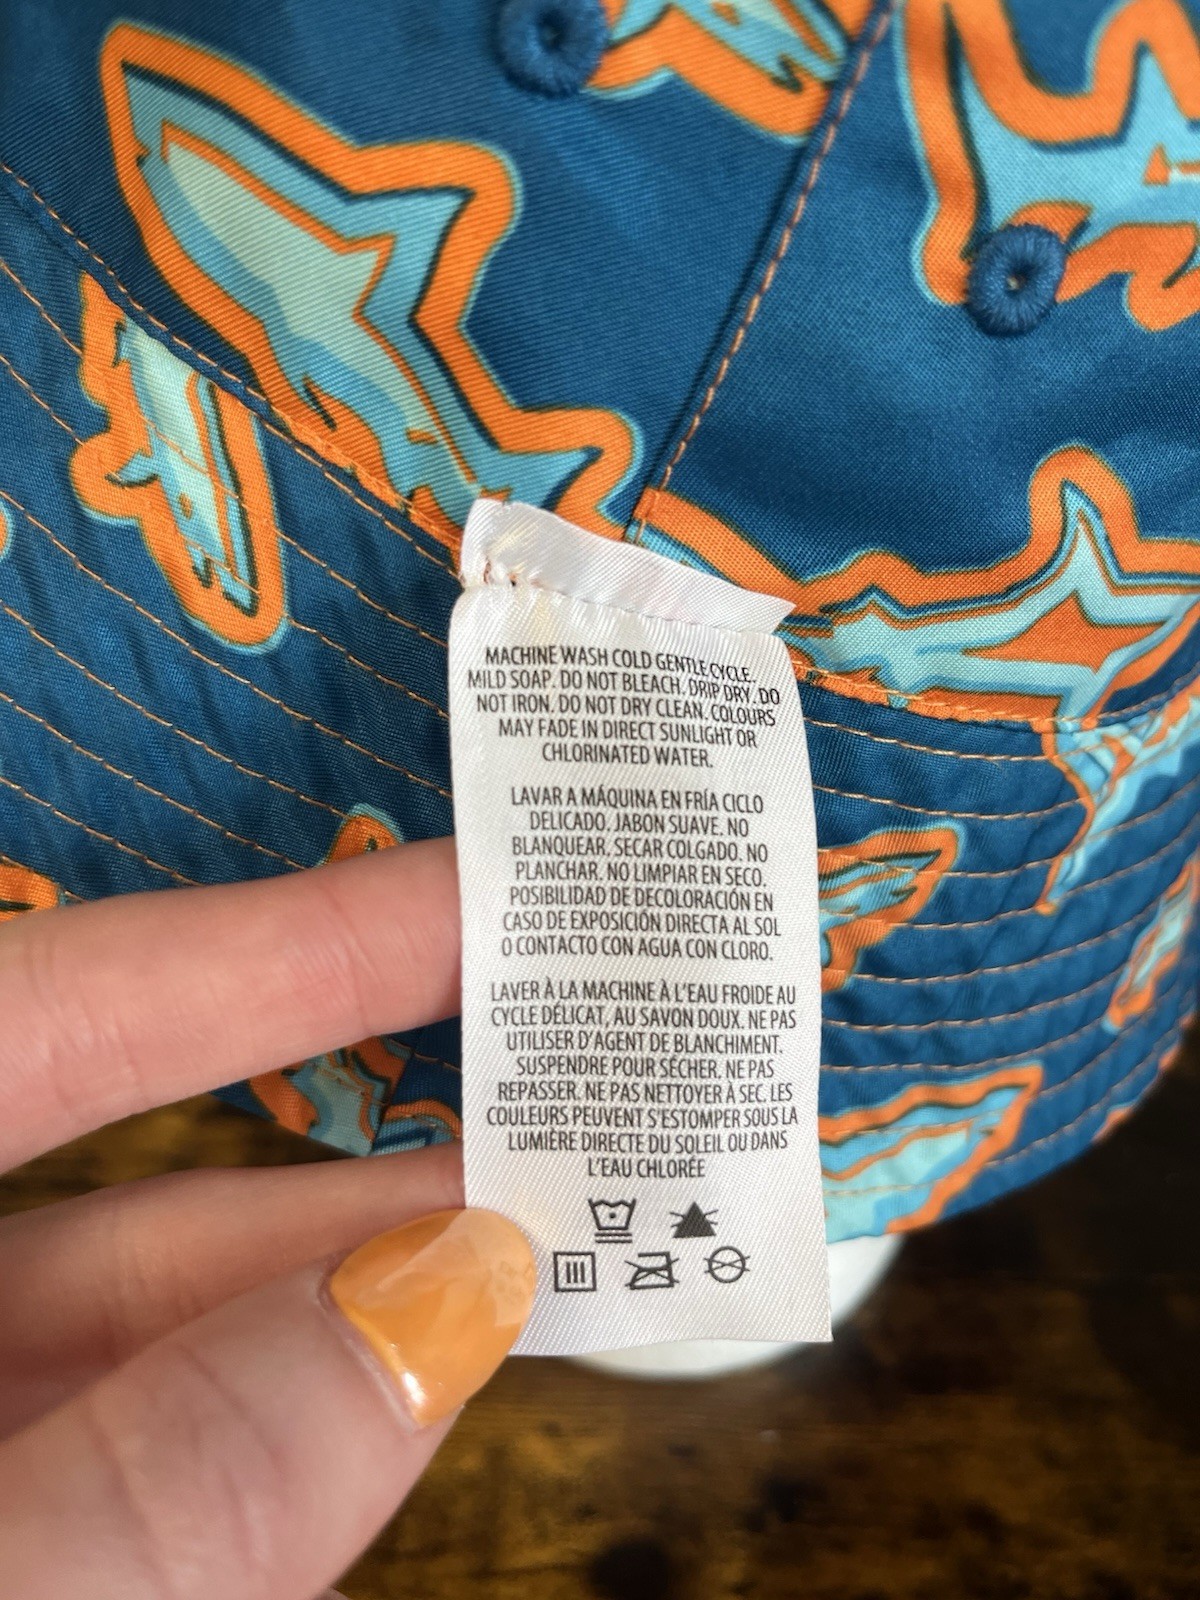 MACHINE WASH COLD GENTLE CYCLE.
MILD SOAP. DO NOT BLEACH. DRIP DRY. DO
NOT IRON. DO NOT DRY CLEAN. COLOURS
MAY FADE IN DIRECT SUNLIGHT OR
CHLORINATED WATER.
LAVAR A MÁQUINA EN FRÍA CICLO
DELICADO. JABON SUAVE. NO
BLANQUEAR. SECAR COLGADO. NO
PLANCHAR. NO LIMPIAR EN SECO.
POSIBILIDAD DE DECOLORACIÓN EN
CASO DE EXPOSICIÓN DIRECTA AL SOL
O CONTACTO CON AGUA CON CLORO.
LAVER À LA MACHINE À L'EAU FROIDE AU
CYCLE DÉLICAT, AU SAVON DOUX. NE PAS
UTILISER D'AGENT DE BLANCHIMENT.
SUSPENDRE POUR SÉCHER. NE PAS
REPASSER. NE PAS NETTOYER À SEC. LES
COULEURS PEUVENT S'ESTOMPER SOUS LA
LUMIÈRE DIRECTE DU SOLEIL OU DANS
L'EAU CHLORÉE